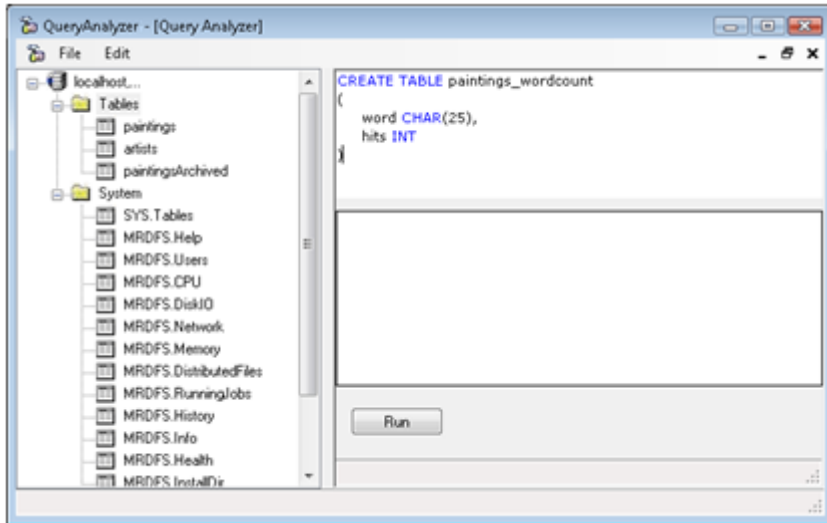 QueryAnalyzer - [Query Analyzer]
File Edit
localhost,...
Tables
paintings
artists
paintingsArchived
System
SYS.Tables
MRDFS.Help
MRDFS.Users
MRDFS.CPU
MRDFS.DiskIO
MRDFS.Network
MRDFS.Memory
MRDFS.DistributedFiles
MRDFS.RunningJobs
MRDFS.History
MRDFS.Info
MRDFS.Health
MRDFS.InstallDir
CREATE TABLE paintings_wordcount
(
word CHAR(25),
hits INT
)
Run